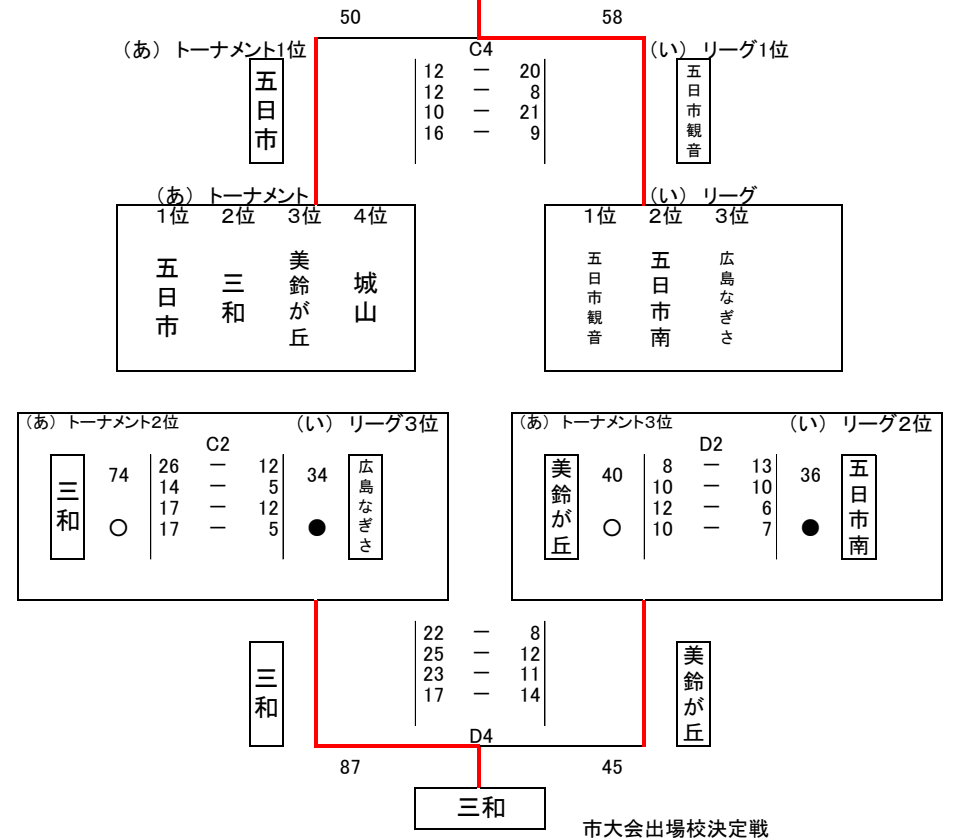 50 58
（あ） トーナメント1位 C4 （い） リーグ1位
五日市
12 ー 20
12 ー 8
10 ー 21
16 ー 9
五日市観音
（あ） トーナメント
1位 2位 3位 4位
五日市 三和 美鈴が丘 城山
（い） リーグ
1位 2位 3位
五日市観音 五日市南 広島なぎさ
（あ） トーナメント2位 （い） リーグ3位
C2
三和 74 ○
26 ー 12
14 ー 5
17 ー 12
17 ー 5
34 ● 広島なぎさ
（あ） トーナメント3位 （い） リーグ2位
D2
美鈴が丘 40 ○
8 ー 13
10 ー 10
12 ー 6
10 ー 7
36 ● 五日市南
三和
22 ー 8
25 ー 12
23 ー 11
17 ー 14
美鈴が丘
D4
87 45
三和
市大会出場校決定戦